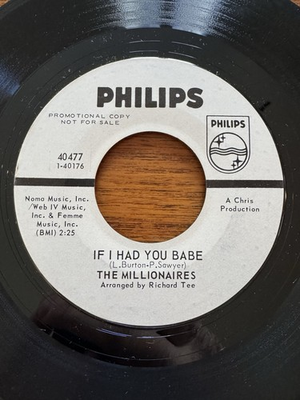 PHILIPS
PROMOTIONAL COPY
NOT FOR SALE
PHILIPS
40477
1-40176
Noma Music, Inc.
/Web IV Music,
Inc. & Femme
Music, Inc.
(BMI) 2:25
A Chris
Production
IF I HAD YOU BABE
(L. Burton-P. Sawyer)
THE MILLIONAIRES
Arranged by Richard Tee